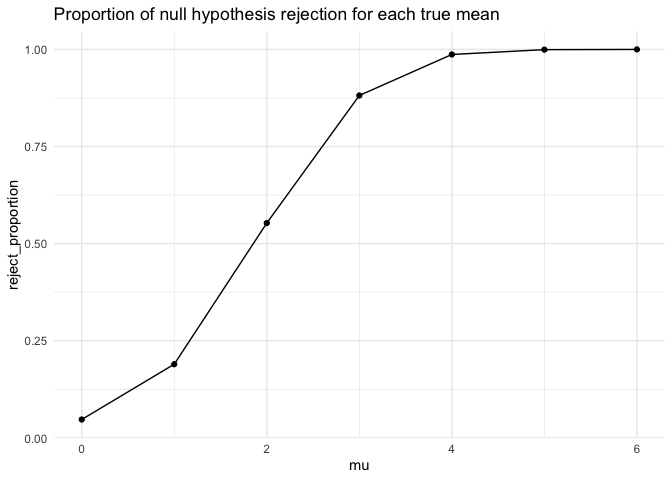 Proportion of null hypothesis rejection for each true mean
1.00
0.75
0.50
0.25
0.00
reject_proportion
0 2 4 6
mu